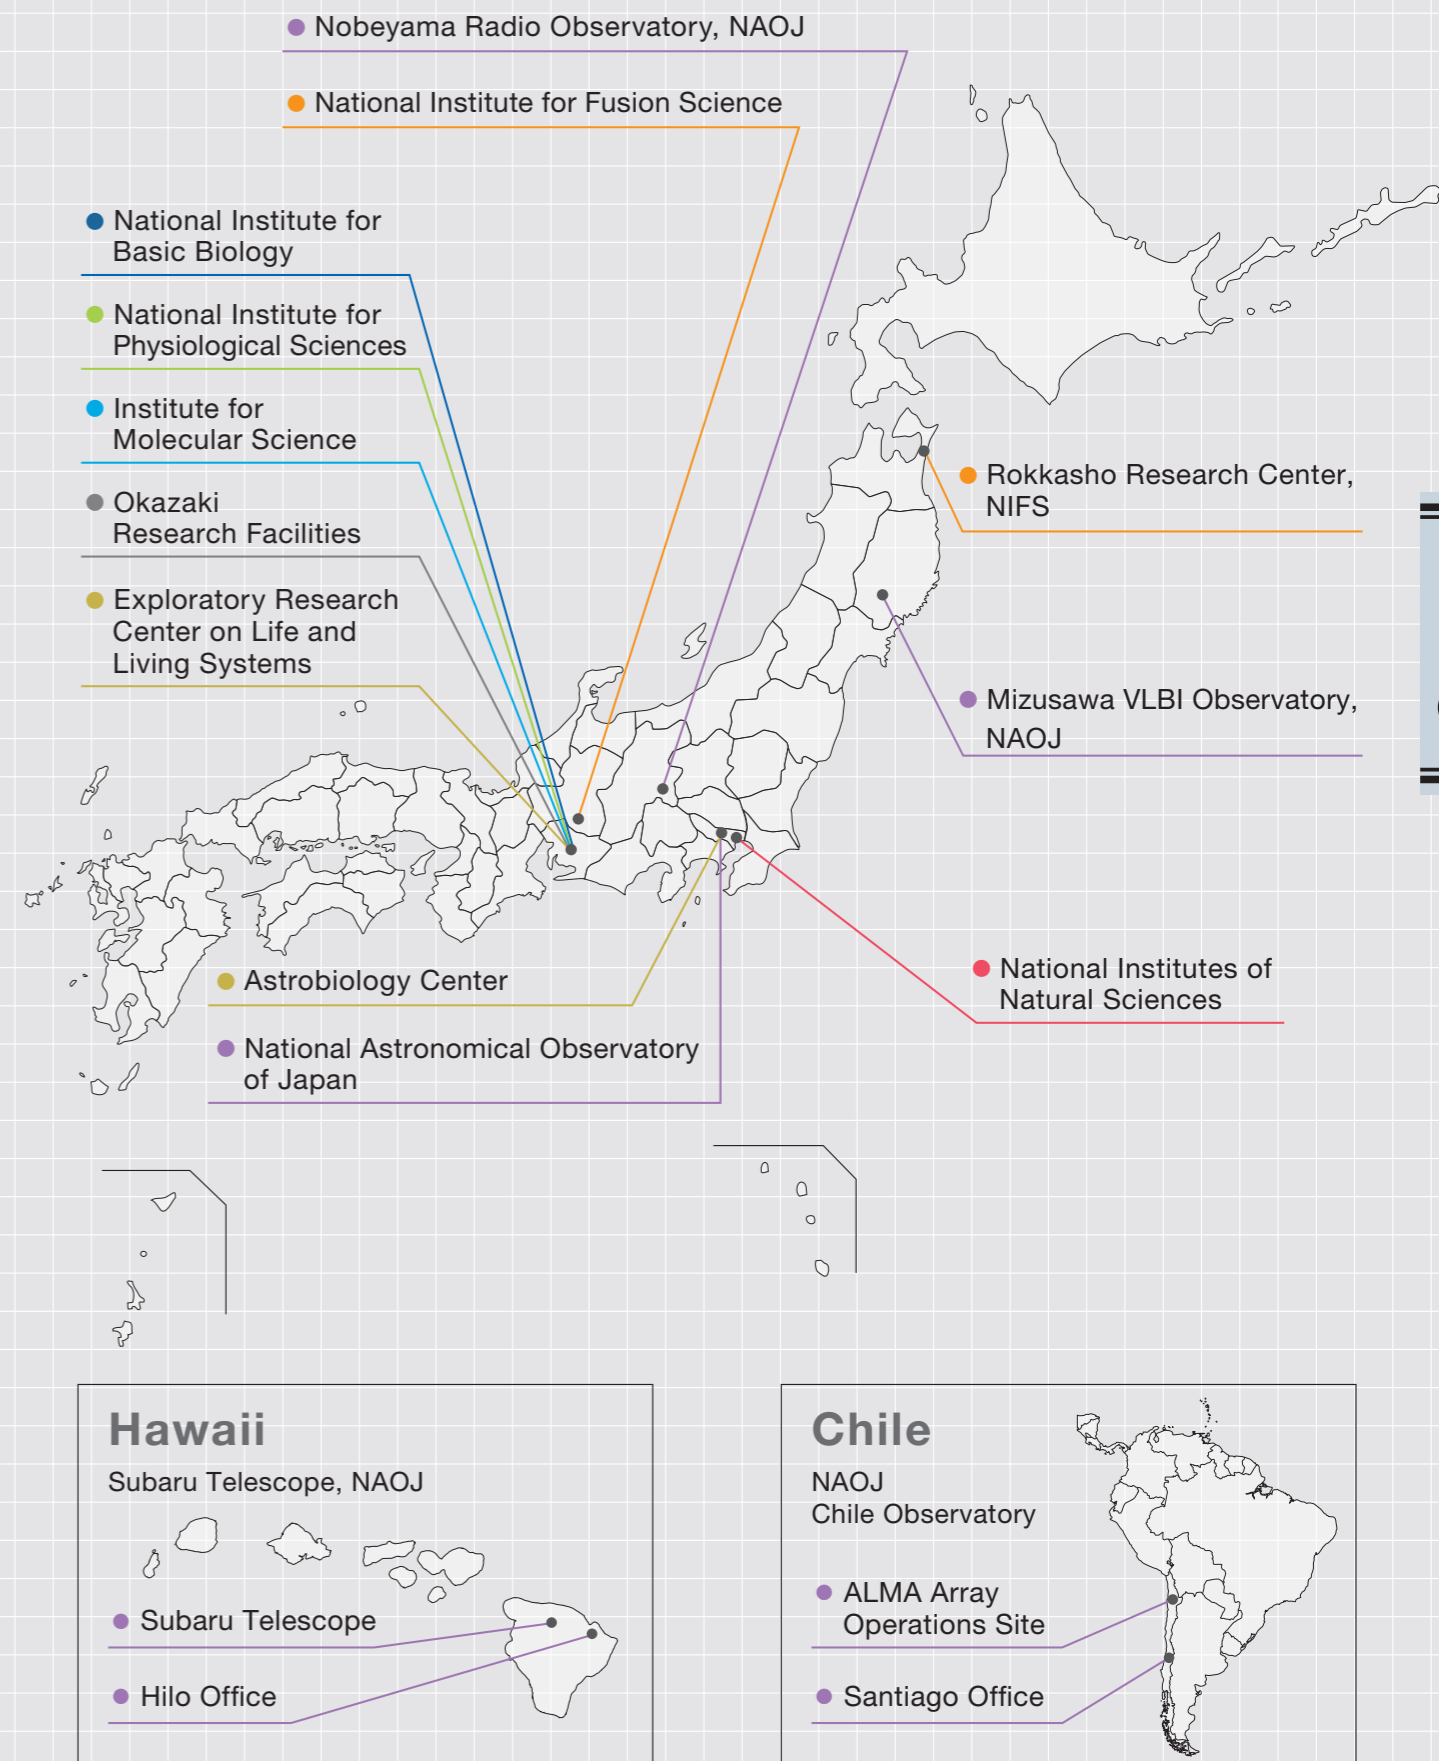 Nobeyama Radio Observatory, NAOJ
National Institute for Fusion Science
National Institute for
Basic Biology
National Institute for
Physiological Sciences
Institute for
Molecular Science
Okazaki
Research Facilities
Exploratory Research
Center on Life and
Living Systems
Rokkasho Research Center,
NIFS
Mizusawa VLBI Observatory,
NAOJ
National Institutes of
Natural Sciences
Astrobiology Center
National Astronomical Observatory
of Japan
Hawaii
Subaru Telescope, NAOJ
Subaru Telescope
Hilo Office
Chile
NAOJ
Chile Observatory
ALMA Array
Operations Site
Santiago Office